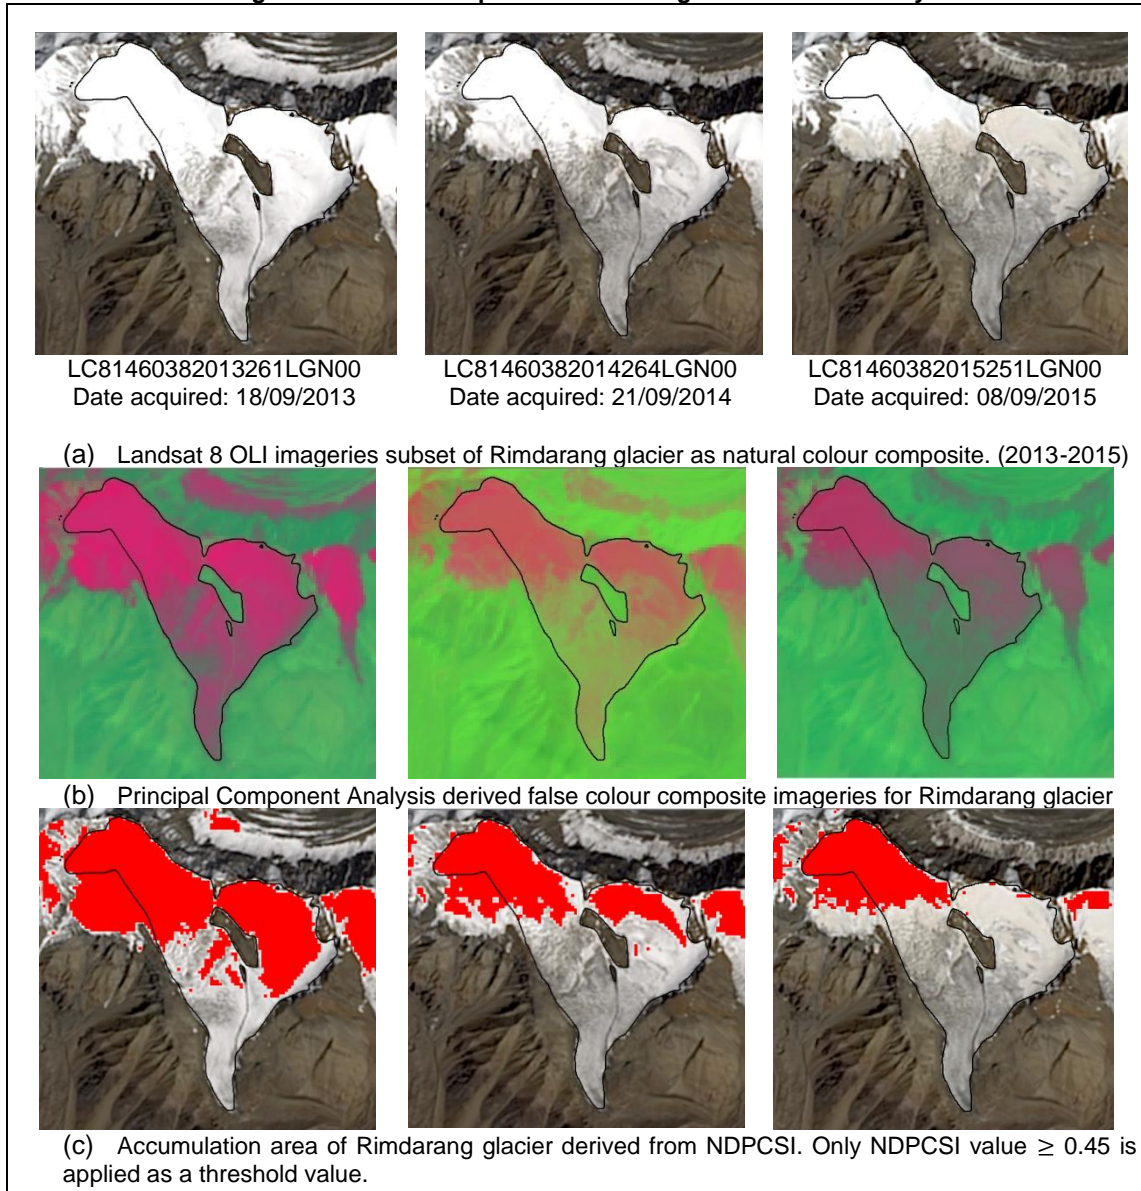 LC81460382013261LGN00
LC81460382014264LGN00
LC81460382015251LGN00
Date acquired: 18/09/2013
Date acquired: 21/09/2014
Date acquired: 08/09/2015
(a) Landsat 8 OLI imageries subset of Rimdarang glacier as natural colour composite. (2013-2015)
(b) Principal Component Analysis derived false colour composite imageries for Rimdarang glacier
(c) Accumulation area of Rimdarang glacier derived from NDPCSI. Only NDPCSI value ≥ 0.45 is
applied as a threshold value.